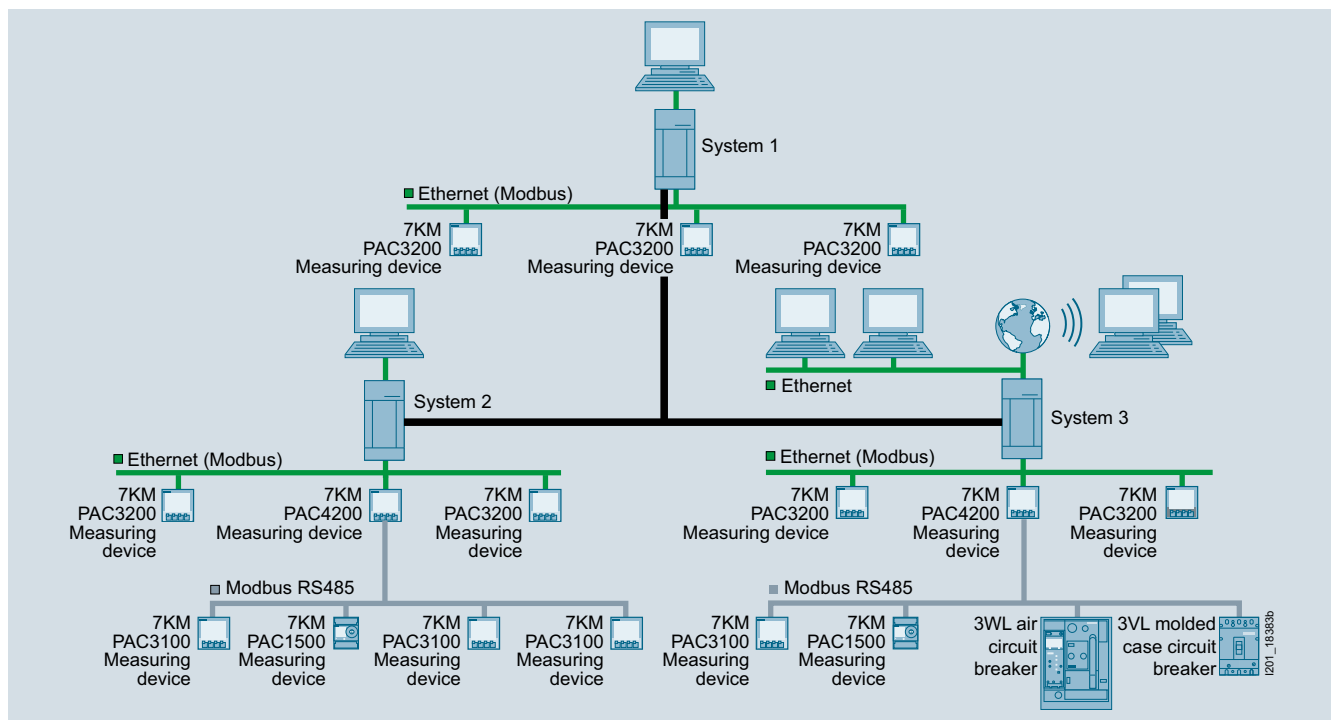 System 1
Ethernet (Modbus)
7KM
PAC3200
Measuring device
7KM
PAC3200
Measuring device
7KM
PAC3200
Measuring device
Ethernet
System 2
System 3
Ethernet (Modbus)
7KM
PAC3200
Measuring
device
7KM
PAC4200
Measuring device
7KM
PAC3200
Measuring
device
Ethernet (Modbus)
7KM
PAC3200
Measuring device
7KM
PAC4200
Measuring
device
7KM
PAC3200
Measuring
device
Modbus RS485
7KM
PAC3100
Measuring
device
7KM
PAC1500
Measuring
device
7KM
PAC3100
Measuring
device
7KM
PAC3100
Measuring
device
Modbus RS485
7KM
PAC3100
Measuring
device
7KM
PAC1500
Measuring
device
3WL air
circuit
breaker
3VL molded
case circuit
breaker
I201_18383b